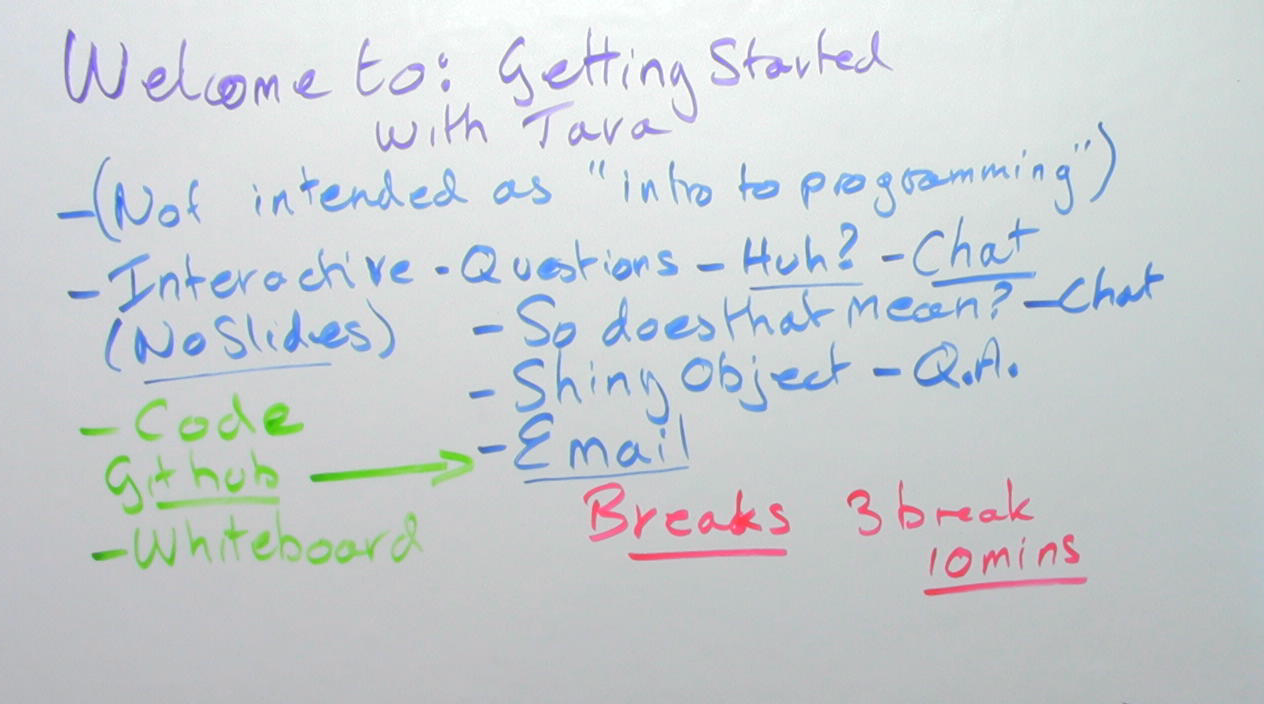 Welcome to: Getting Started
with Java
- (Not intended as "intro to programming")
- Interactive - Questions - Huh? - Chat
(No Slides)
- So does that mean? - Chat
- Shiny Object - Q.A.
- Code
Github → - Email
- Whiteboard
Breaks 3 break
10mins